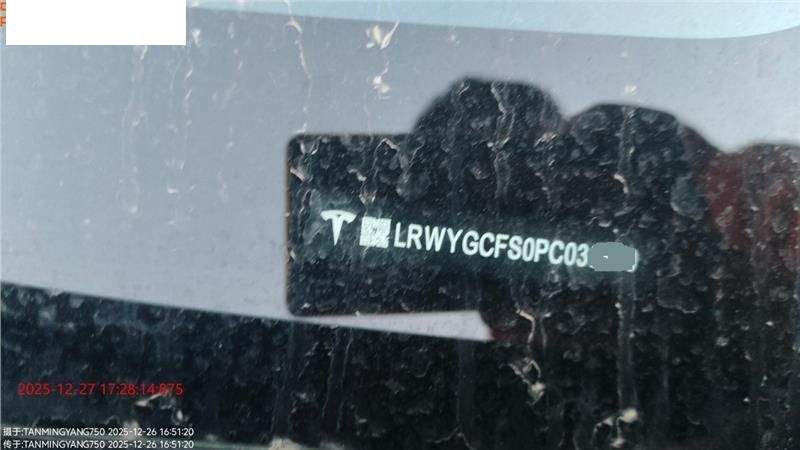 LRWYGCFS0PC03
2025-12-27 17:28:14:875
摄于:TANMINGYANG750 2025-12-26 16:51:20
传于:TANMINGYANG750 2025-12-26 16:51:20